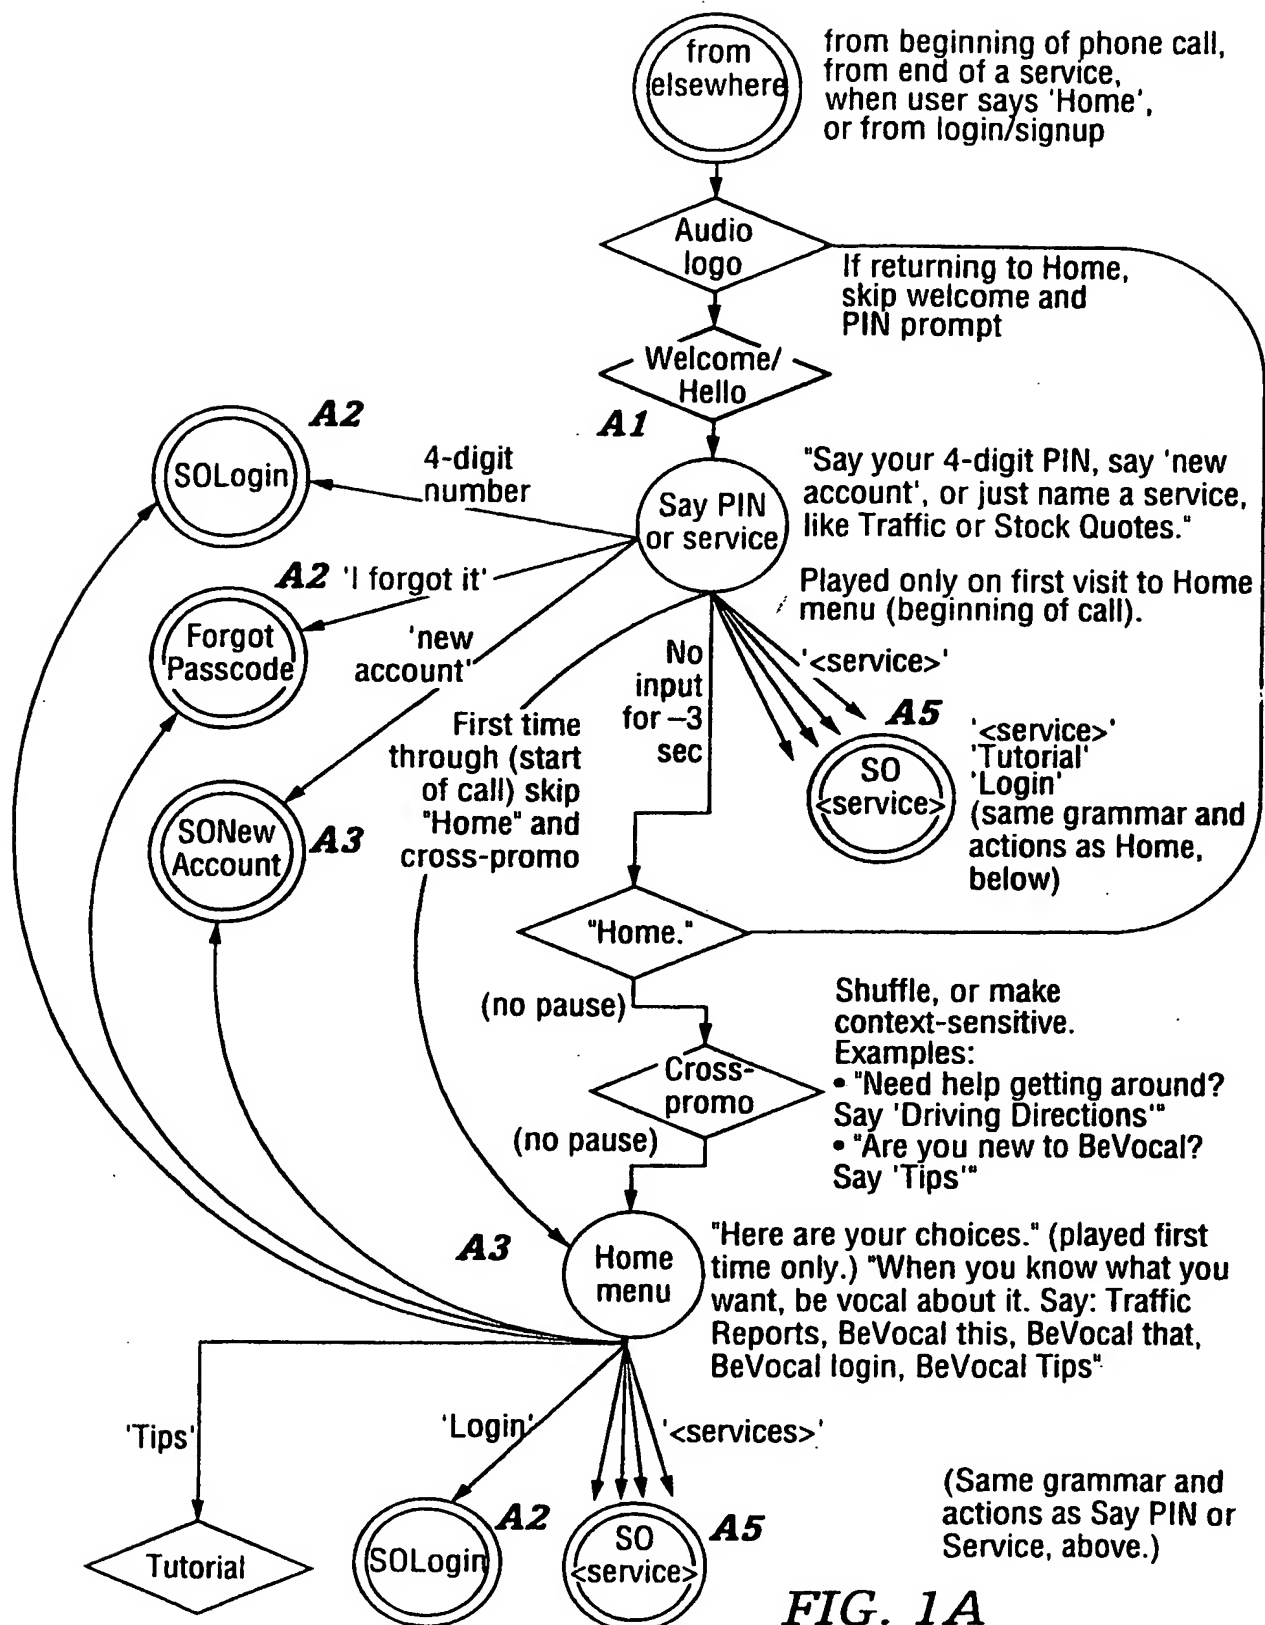 from
elsewhere
from beginning of phone call,
from end of a service,
when user says 'Home',
or from login/signup
Audio
logo
If returning to Home,
skip welcome and
PIN prompt
Welcome/
Hello
A1
A2
SOLogin
4-digit
number
Say PIN
or service
"Say your 4-digit PIN, say 'new
account', or just name a service,
like Traffic or Stock Quotes."
Played only on first visit to Home
menu (beginning of call).
A2 'I forgot it'
Forgot
Passcode
'new
account'
No
input
for –3
sec
'<service>'
A5
SO
<service>
'<service>'
'Tutorial'
'Login'
(same grammar and
actions as Home,
below)
First time
through (start
of call) skip
"Home" and
cross-promo
SONew
Account
A3
"Home."
(no pause)
Cross-
promo
Shuffle, or make
context-sensitive.
Examples:
• "Need help getting around?
Say 'Driving Directions'"
• "Are you new to BeVocal?
Say 'Tips'"
(no pause)
A3
Home
menu
"Here are your choices." (played first
time only.) "When you know what you
want, be vocal about it. Say: Traffic
Reports, BeVocal this, BeVocal that,
BeVocal login, BeVocal Tips"
'Tips'
'Login'
'<services>'
Tutorial
SOLogin
A2
SO
<service>
A5
(Same grammar and
actions as Say PIN or
Service, above.)
FIG. 1A